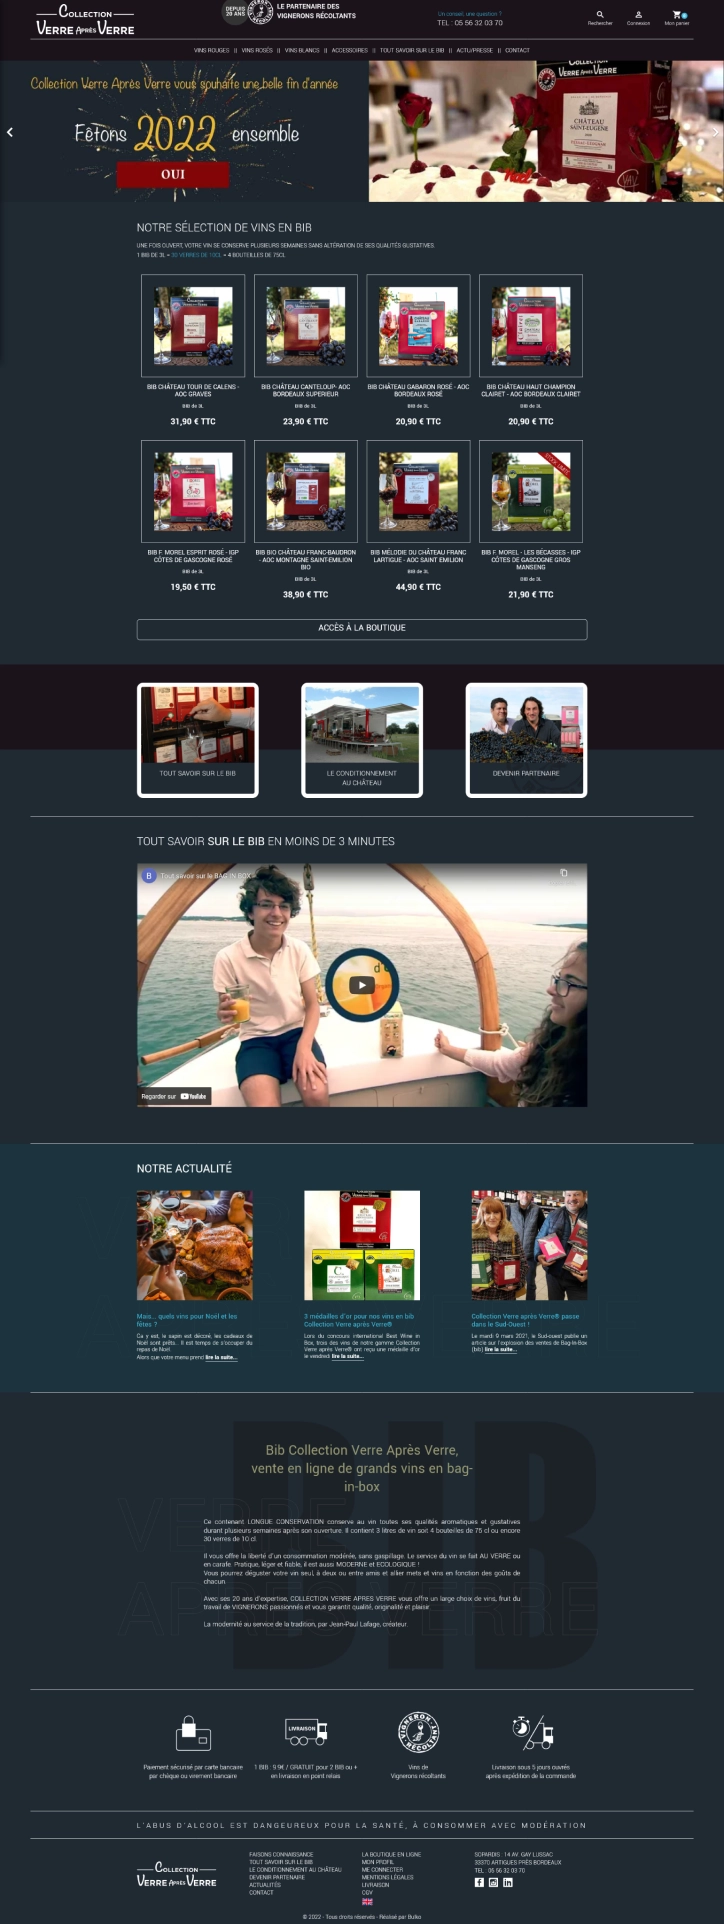 COLLECTION
VERRE APRÈS VERRE
DEPUIS
20 ANS
LE PARTENAIRE DES
VIGNERONS RÉCOLTANTS
Un conseil, une question ?
TEL : 05 56 32 03 70
Rechercher
Connexion
Mon panier
0
VINS ROUGES || VINS ROSÉS || VINS BLANCS || ACCESSOIRES || TOUT SAVOIR SUR LE BIB || ACTU/PRESSE || CONTACT
Collection Verre Après Verre vous souhaite une belle fin d'année
Fêtons 2022 ensemble
OUI
COLLECTION
VERRE APRÈS VERRE
CHÂTEAU
SAINT-EUGÈNE
Noël
NOTRE SÉLECTION DE VINS EN BIB
UNE FOIS OUVERT, VOTRE VIN SE CONSERVE PLUSIEURS SEMAINES SANS ALTÉRATION DE SES QUALITÉS GUSTATIVES.
1 BIB DE 3L = 30 VERRES DE 10CL = 4 BOUTEILLES DE 75CL
BIB CHÂTEAU TOUR DE CALENS -
AOC GRAVES
BIB de 3L
31,90 € TTC
BIB CHÂTEAU CANTELOUP- AOC
BORDEAUX SUPERIEUR
BIB de 3L
23,90 € TTC
BIB CHÂTEAU GABARON ROSÉ - AOC
BORDEAUX ROSÉ
BIB de 3L
20,90 € TTC
BIB CHÂTEAU HAUT CHAMPION
CLAIRET - AOC BORDEAUX CLAIRET
BIB de 3L
20,90 € TTC
BIB F. MOREL ESPRIT ROSÉ - IGP
CÔTES DE GASCOGNE ROSÉ
BIB de 3L
19,50 € TTC
BIB BIO CHÂTEAU FRANC-BAUDRON
- AOC MONTAGNE SAINT-EMILION
BIO
BIB de 3L
38,90 € TTC
BIB MÉLODIE DU CHÂTEAU FRANC
LARTIGUE - AOC SAINT EMILION
BIB de 3L
44,90 € TTC
BIB F. MOREL - LES BÉCASSES - IGP
CÔTES DE GASCOGNE GROS
MANSENG
BIB de 3L
21,90 € TTC
ACCÈS À LA BOUTIQUE
TOUT SAVOIR SUR LE BIB
LE CONDITIONNEMENT
AU CHÂTEAU
DEVENIR PARTENAIRE
TOUT SAVOIR SUR LE BIB EN MOINS DE 3 MINUTES
B
Tout savoir sur le BAG IN BOX
Regarder sur YouTube
NOTRE ACTUALITÉ
Mais... quels vins pour Noël et les
fêtes ?
Ca y est, le sapin est décoré, les cadeaux de
Noël sont prêts... Il est temps de s'occuper du
repas de Noël.
Alors que votre menu prend lire la suite...
3 médailles d'or pour nos vins en bib
Collection Verre après Verre®
Lors du concours international Best Wine in
Box, trois des vins de notre gamme Collection
Verre après Verre® ont reçu une médaille d'or
le vendredi lire la suite...
Collection Verre après Verre® passe
dans le Sud-Ouest !
Le mardi 9 mars 2021, le Sud-ouest publie un
article sur l'explosion des ventes de Bag-In-Box
(bib) lire la suite...
BIB
VERRE
APRÈS VERRE
Bib Collection Verre Après Verre,
vente en ligne de grands vins en bag-
in-box
Ce contenant LONGUE CONSERVATION conserve au vin toutes ses qualités aromatiques et gustatives
durant plusieurs semaines après son ouverture. Il contient 3 litres de vin soit 4 bouteilles de 75 cl ou encore
30 verres de 10 cl.
Il vous offre la liberté d'un consommation modérée, sans gaspillage. Le service du vin se fait AU VERRE ou
en carafe. Pratique, léger et fiable, il est aussi MODERNE et ECOLOGIQUE !
Vous pourrez déguster votre vin seul, à deux ou entre amis et allier mets et vins en fonction des goûts de
chacun.
Avec ses 20 ans d'expertise, COLLECTION VERRE APRES VERRE vous offre un large choix de vins, fruit du
travail de VIGNERONS passionnés et vous garantit qualité, originalité et plaisir.
La modernité au service de la tradition, par Jean-Paul Lafage, créateur.
LIVRAISON
VIGNERON
RÉCOLTANT
Paiement sécurisé par carte bancaire
par chèque ou virement bancaire
1 BIB : 9.9€ / GRATUIT pour 2 BIB ou +
en livraison en point relais
Vins de
Vignerons récoltants
Livraison sous 5 jours ouvrés
après expédition de la commande
L'ABUS D'ALCOOL EST DANGEUREUX POUR LA SANTÉ, À CONSOMMER AVEC MODÉRATION
COLLECTION
VERRE APRÈS VERRE
FAISONS CONNAISSANCE
TOUT SAVOIR SUR LE BIB
LE CONDITIONNEMENT AU CHÂTEAU
DEVENIR PARTENAIRE
ACTUALITÉS
CONTACT
LA BOUTIQUE EN LIGNE
MON PROFIL
ME CONNECTER
MENTIONS LÉGALES
LIVRAISON
CGV
SOPARDIS : 14 AV. GAY LUSSAC
33370 ARTIGUES PRÈS BORDEAUX
TEL : 05 56 32 03 70
© 2022 - Tous droits réservés - Réalisé par Bulko